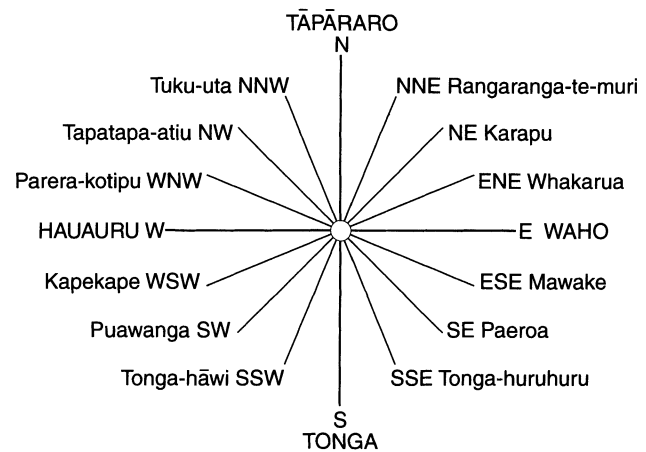 TĀPĀRARO
N
Tuku-uta NNW
NNE Rangaranga-te-muri
Tapatapa-atiu NW
NE Karapu
Parera-kotipu WNW
ENE Whakarua
HAUAURU W
E WAHO
Kapekape WSW
ESE Mawake
Puawanga SW
SE Paeroa
Tonga-hāwi SSW
SSE Tonga-huruhuru
S
TONGA